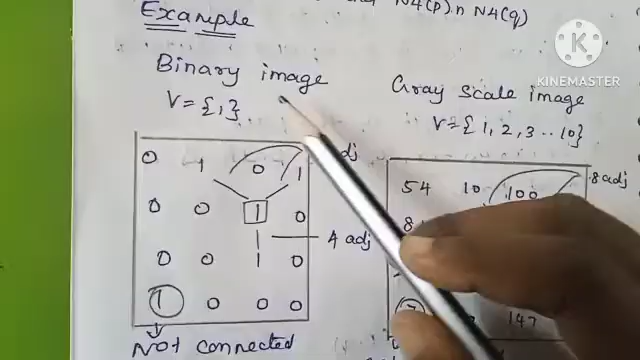 N4(p) ∩ N4(q)
Example
KINEMASTER
Binary image
V = {1}
Gray Scale image
V = {1, 2, 3 .. 10}
0 1 0 1
0 0 1 0
0 0 1 0
1 0 0 0
4 adj
Not connected
8 adj
54 10 100
147